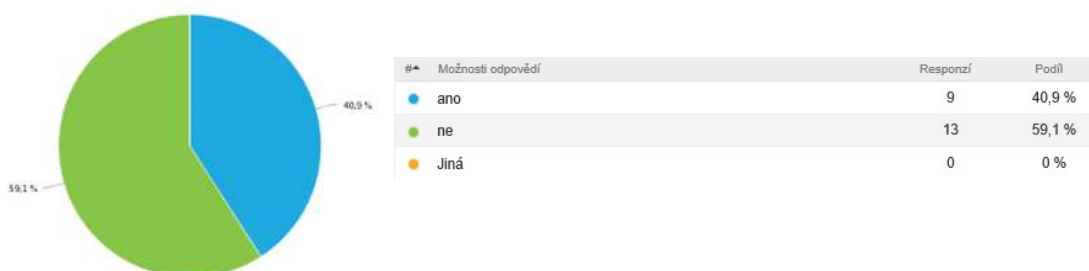 40,9 %
59,1 %
#▲ Možnosti odpovědí Responzí Podíl
ano 9 40,9 %
ne 13 59,1 %
Jiná 0 0 %